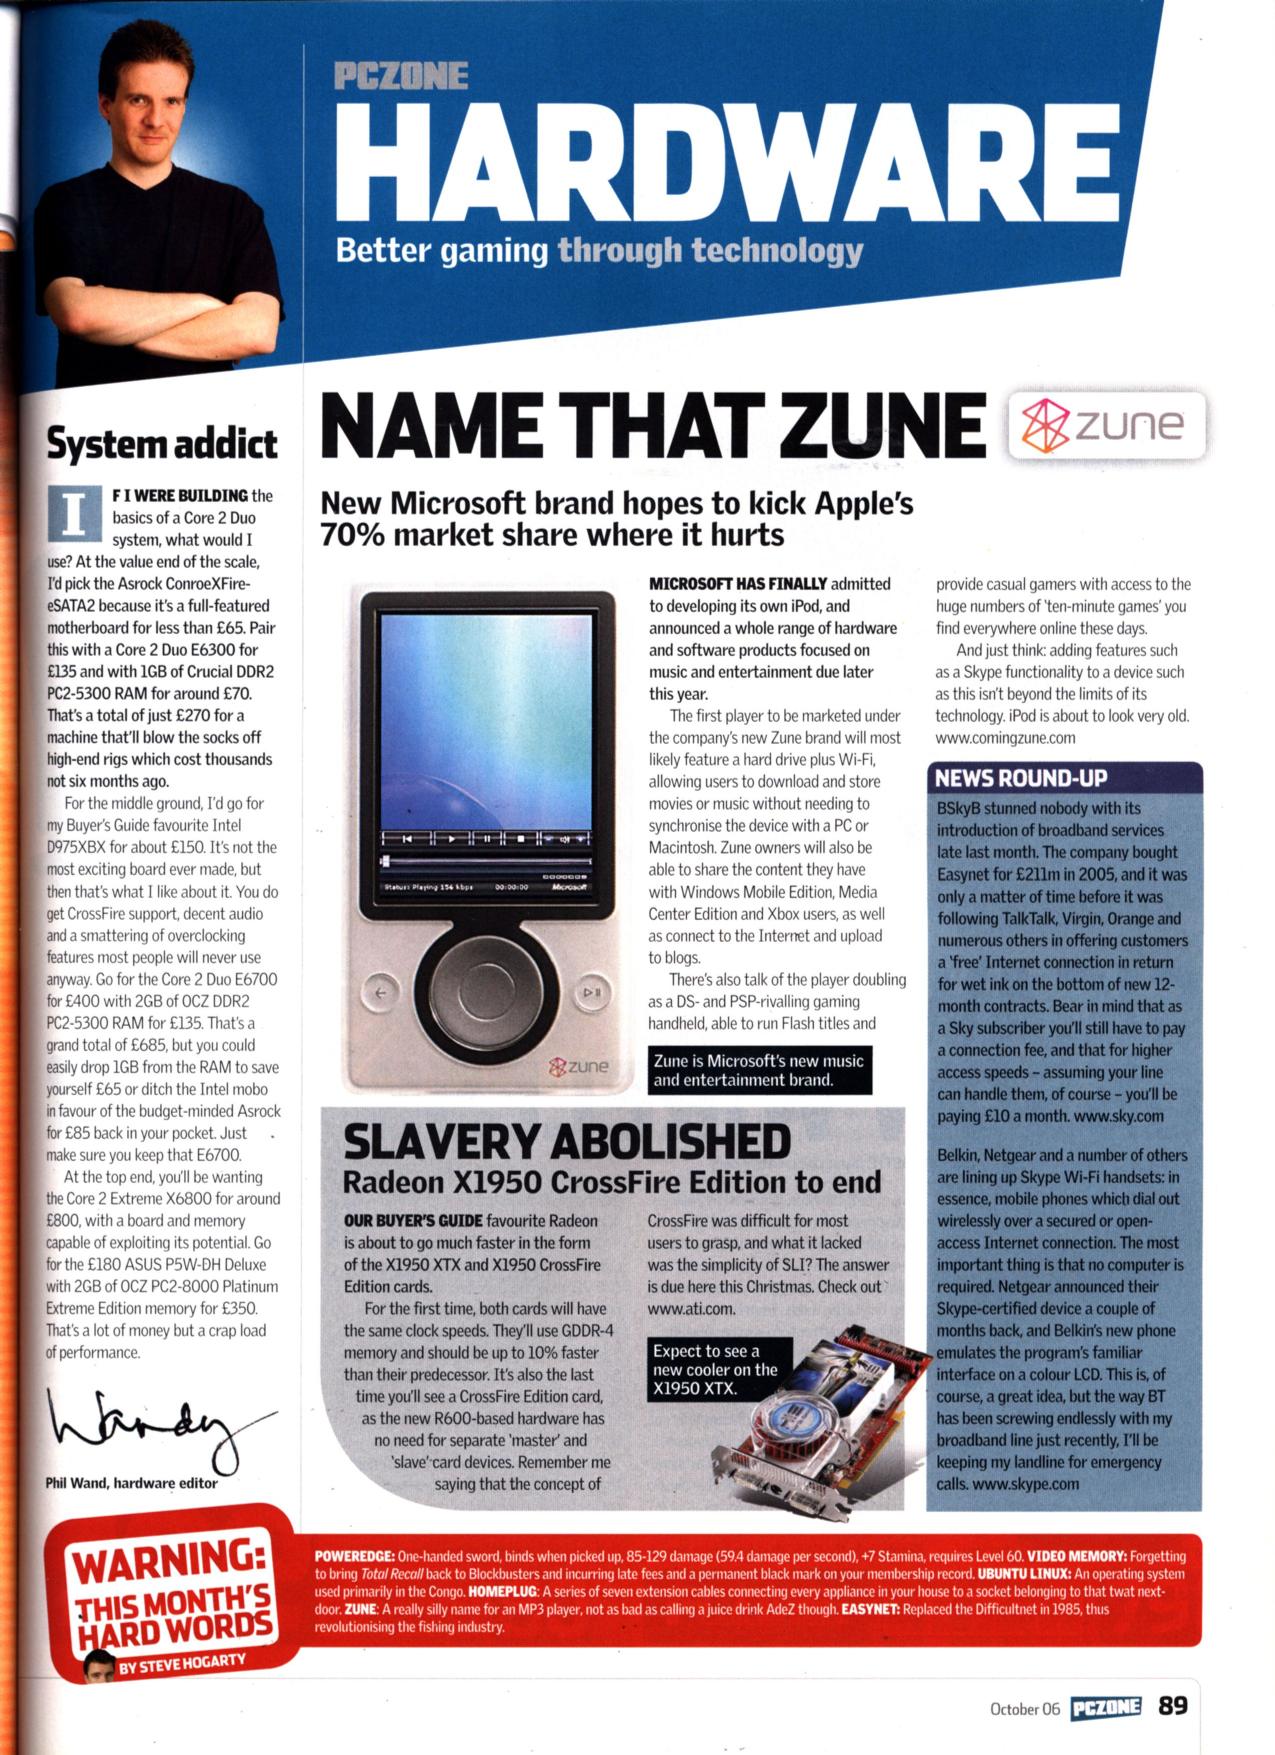 PCZONE
HARDWARE
Better gaming through technology
System addict
IF I WERE BUILDING the
basics of a Core 2 Duo
system, what would I
use? At the value end of the scale,
I'd pick the Asrock ConroeXFire-
eSATA2 because it's a full-featured
motherboard for less than £65. Pair
this with a Core 2 Duo E6300 for
£135 and with 1GB of Crucial DDR2
PC2-5300 RAM for around £70.
That's a total of just £270 for a
machine that'll blow the socks off
high-end rigs which cost thousands
not six months ago.
For the middle ground, I'd go for
my Buyer's Guide favourite Intel
D975XBX for about £150. It's not the
most exciting board ever made, but
then that's what I like about it. You do
get CrossFire support, decent audio
and a smattering of overclocking
features most people will never use
anyway. Go for the Core 2 Duo E6700
for £400 with 2GB of OCZ DDR2
PC2-5300 RAM for £135. That's a
grand total of £685, but you could
easily drop 1GB from the RAM to save
yourself £65 or ditch the Intel mobo
in favour of the budget-minded Asrock
for £85 back in your pocket. Just
make sure you keep that E6700.
At the top end, you'll be wanting
the Core 2 Extreme X6800 for around
£800, with a board and memory
capable of exploiting its potential. Go
for the £180 ASUS P5W-DH Deluxe
with 2GB of OCZ PC2-8000 Platinum
Extreme Edition memory for £350.
That's a lot of money but a crap load
of performance.
Wandy
Phil Wand, hardware editor
NAME THAT ZUNE
zune
New Microsoft brand hopes to kick Apple's
70% market share where it hurts
Status: Playing 154 kbps 00:00:00 Microsoft
zune
MICROSOFT HAS FINALLY admitted
to developing its own iPod, and
announced a whole range of hardware
and software products focused on
music and entertainment due later
this year.
The first player to be marketed under
the company's new Zune brand will most
likely feature a hard drive plus Wi-Fi,
allowing users to download and store
movies or music without needing to
synchronise the device with a PC or
Macintosh. Zune owners will also be
able to share the content they have
with Windows Mobile Edition, Media
Center Edition and Xbox users, as well
as connect to the Internet and upload
to blogs.
There's also talk of the player doubling
as a DS- and PSP-rivalling gaming
handheld, able to run Flash titles and
provide casual gamers with access to the
huge numbers of 'ten-minute games' you
find everywhere online these days.
And just think: adding features such
as a Skype functionality to a device such
as this isn't beyond the limits of its
technology. iPod is about to look very old.
www.comingzune.com
Zune is Microsoft's new music
and entertainment brand.
SLAVERY ABOLISHED
Radeon X1950 CrossFire Edition to end
OUR BUYER'S GUIDE favourite Radeon
is about to go much faster in the form
of the X1950 XTX and X1950 CrossFire
Edition cards.
For the first time, both cards will have
the same clock speeds. They'll use GDDR-4
memory and should be up to 10% faster
than their predecessor. It's also the last
time you'll see a CrossFire Edition card,
as the new R600-based hardware has
no need for separate 'master' and
'slave' card devices. Remember me
saying that the concept of
CrossFire was difficult for most
users to grasp, and what it lacked
was the simplicity of SLI? The answer
is due here this Christmas. Check out
www.ati.com.
Expect to see a
new cooler on the
X1950 XTX.
NEWS ROUND-UP
BSkyB stunned nobody with its
introduction of broadband services
late last month. The company bought
Easynet for £211m in 2005, and it was
only a matter of time before it was
following TalkTalk, Virgin, Orange and
numerous others in offering customers
a 'free' Internet connection in return
for wet ink on the bottom of new 12-
month contracts. Bear in mind that as
a Sky subscriber you'll still have to pay
a connection fee, and that for higher
access speeds – assuming your line
can handle them, of course – you'll be
paying £10 a month. www.sky.com
Belkin, Netgear and a number of others
are lining up Skype Wi-Fi handsets: in
essence, mobile phones which dial out
wirelessly over a secured or open-
access Internet connection. The most
important thing is that no computer is
required. Netgear announced their
Skype-certified device a couple of
months back, and Belkin's new phone
emulates the program's familiar
interface on a colour LCD. This is, of
course, a great idea, but the way BT
has been screwing endlessly with my
broadband line just recently, I'll be
keeping my landline for emergency
calls. www.skype.com
WARNING:
THIS MONTH'S
HARD WORDS
BY STEVE HOGARTY
POWEREDGE: One-handed sword, binds when picked up, 85-129 damage (59.4 damage per second), +7 Stamina, requires Level 60. VIDEO MEMORY: Forgetting
to bring Total Recall back to Blockbusters and incurring late fees and a permanent black mark on your membership record. UBUNTU LINUX: An operating system
used primarily in the Congo. HOMEPLUG: A series of seven extension cables connecting every appliance in your house to a socket belonging to that twat next-
door. ZUNE: A really silly name for an MP3 player, not as bad as calling a juice drink AdeZ though. EASYNET: Replaced the Difficultnet in 1985, thus
revolutionising the fishing industry.
October 06 PCZONE 89